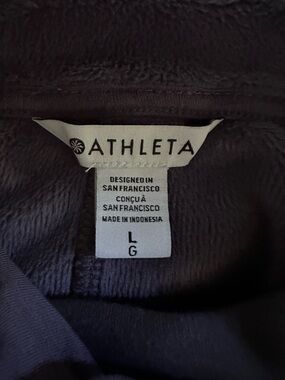 ATHLETA
DESIGNED IN
SAN FRANCISCO
CONÇU À
SAN FRANCISCO
MADE IN INDONESIA
L
G